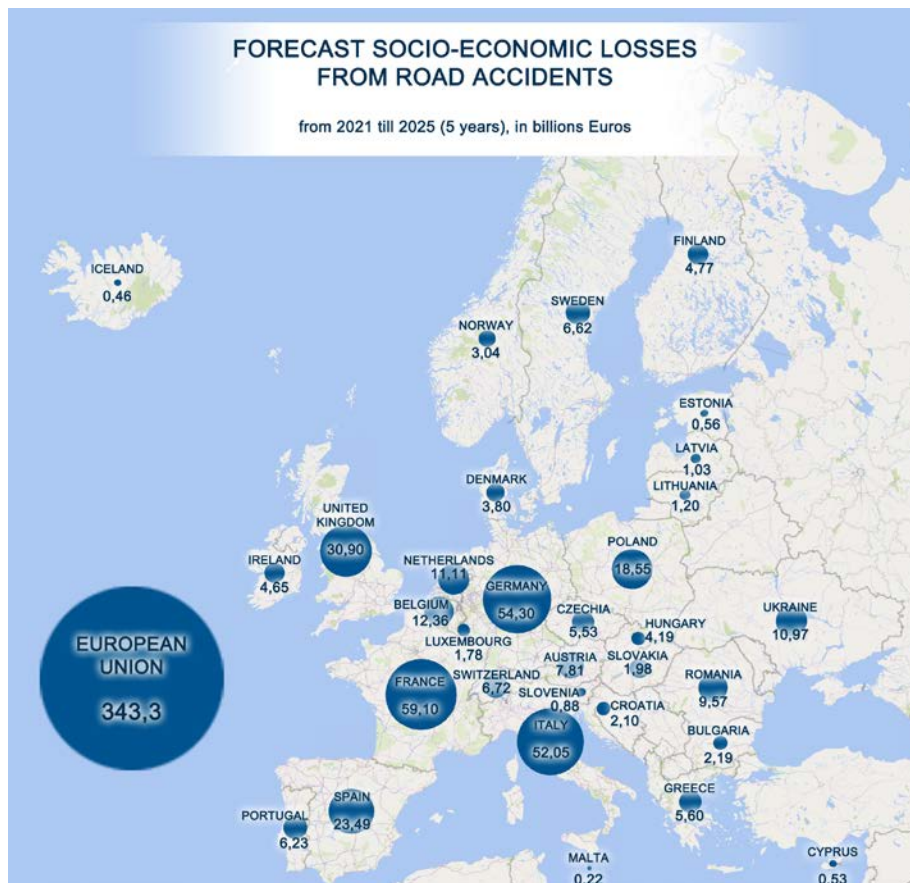 FORECAST SOCIO-ECONOMIC LOSSES
FROM ROAD ACCIDENTS
from 2021 till 2025 (5 years), in billions Euros
FINLAND
4,77
ICELAND
0,46
SWEDEN
6,62
NORWAY
3,04
ESTONIA
0,56
LATVIA
1,03
LITHUANIA
1,20
DENMARK
3,80
UNITED
KINGDOM
30,90
IRELAND
4,65
NETHERLANDS
11,11
GERMANY
54,30
POLAND
18,55
BELGIUM
12,36
LUXEMBOURG
1,78
CZECHIA
5,53
HUNGARY
4,19
UKRAINE
10,97
EUROPEAN
UNION
343,3
FRANCE
59,10
SWITZERLAND
6,72
AUSTRIA
7,81
SLOVAKIA
1,98
SLOVENIA
0,88
CROATIA
2,10
ROMANIA
9,57
ITALY
52,05
BULGARIA
2,19
PORTUGAL
6,23
SPAIN
23,49
GREECE
5,60
MALTA
0,22
CYPRUS
0,53